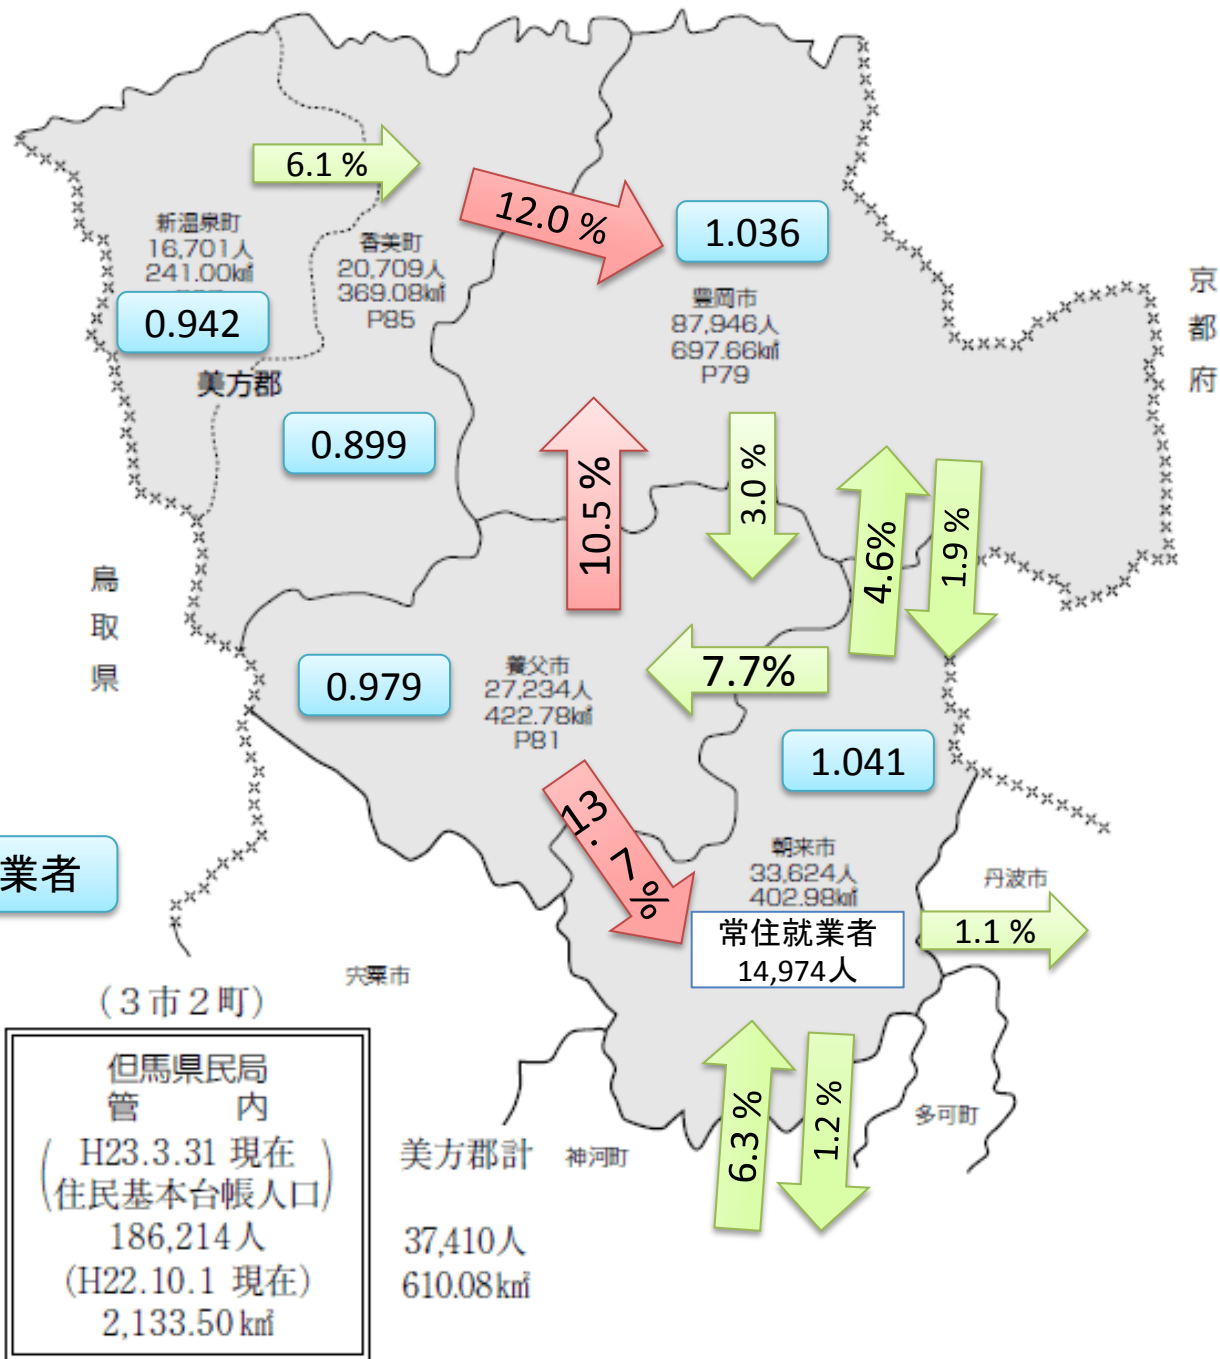 6.1 %
12.0 %
1.036
新温泉町
16,701人
241.00k㎡
0.942
香美町
20,709人
369.08k㎡
P85
豊岡市
87,946人
697.66k㎡
P79
京都府
美方郡
0.899
10.5 %
3.0 %
4.6%
1.9 %
鳥取県
0.979
養父市
27,234人
422.78k㎡
P81
7.7%
1.041
13.7%
業者
朝来市
33,624人
402.98k㎡
丹波市
常住就業者
14,974人
1.1 %
宍粟市
(３市２町)
但馬県民局
管 内
(H23.3.31 現在
住民基本台帳人口)
186,214人
(H22.10.1 現在)
2,133.50k㎡
美方郡計
37,410人
610.08k㎡
神河町
6.3 %
1.2 %
多可町